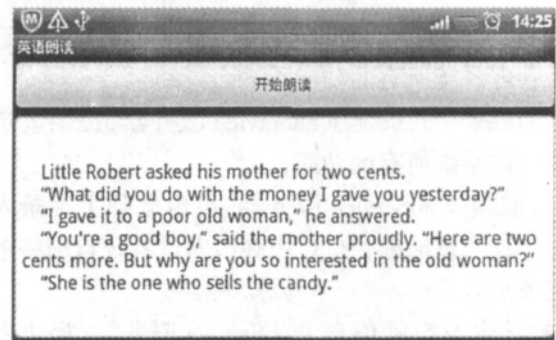 14:25
英语朗读
开始朗读
Little Robert asked his mother for two cents.
“What did you do with the money I gave you yesterday?”
“I gave it to a poor old woman,” he answered.
“You're a good boy,” said the mother proudly. “Here are two
cents more. But why are you so interested in the old woman?”
“She is the one who sells the candy.”